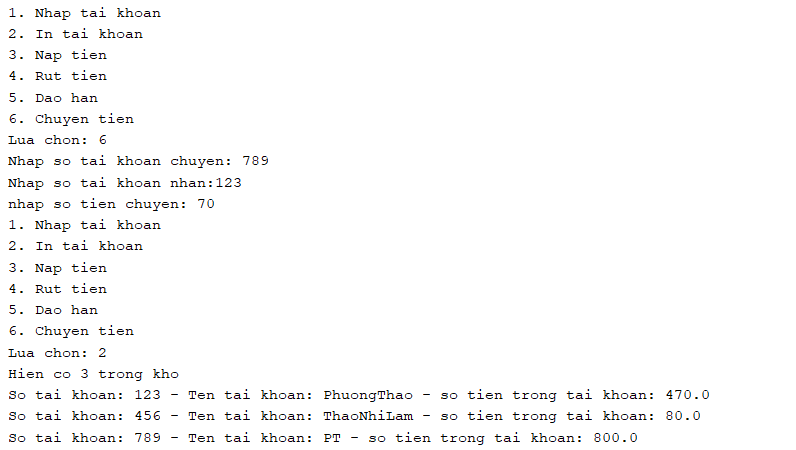 1. Nhap tai khoan
2. In tai khoan
3. Nap tien
4. Rut tien
5. Dao han
6. Chuyen tien
Lua chon: 6
Nhap so tai khoan chuyen: 789
Nhap so tai khoan nhan:123
nhap so tien chuyen: 70
1. Nhap tai khoan
2. In tai khoan
3. Nap tien
4. Rut tien
5. Dao han
6. Chuyen tien
Lua chon: 2
Hien co 3 trong kho
So tai khoan: 123 - Ten tai khoan: PhuongThao - so tien trong tai khoan: 470.0
So tai khoan: 456 - Ten tai khoan: ThaoNhiLam - so tien trong tai khoan: 80.0
So tai khoan: 789 - Ten tai khoan: PT - so tien trong tai khoan: 800.0